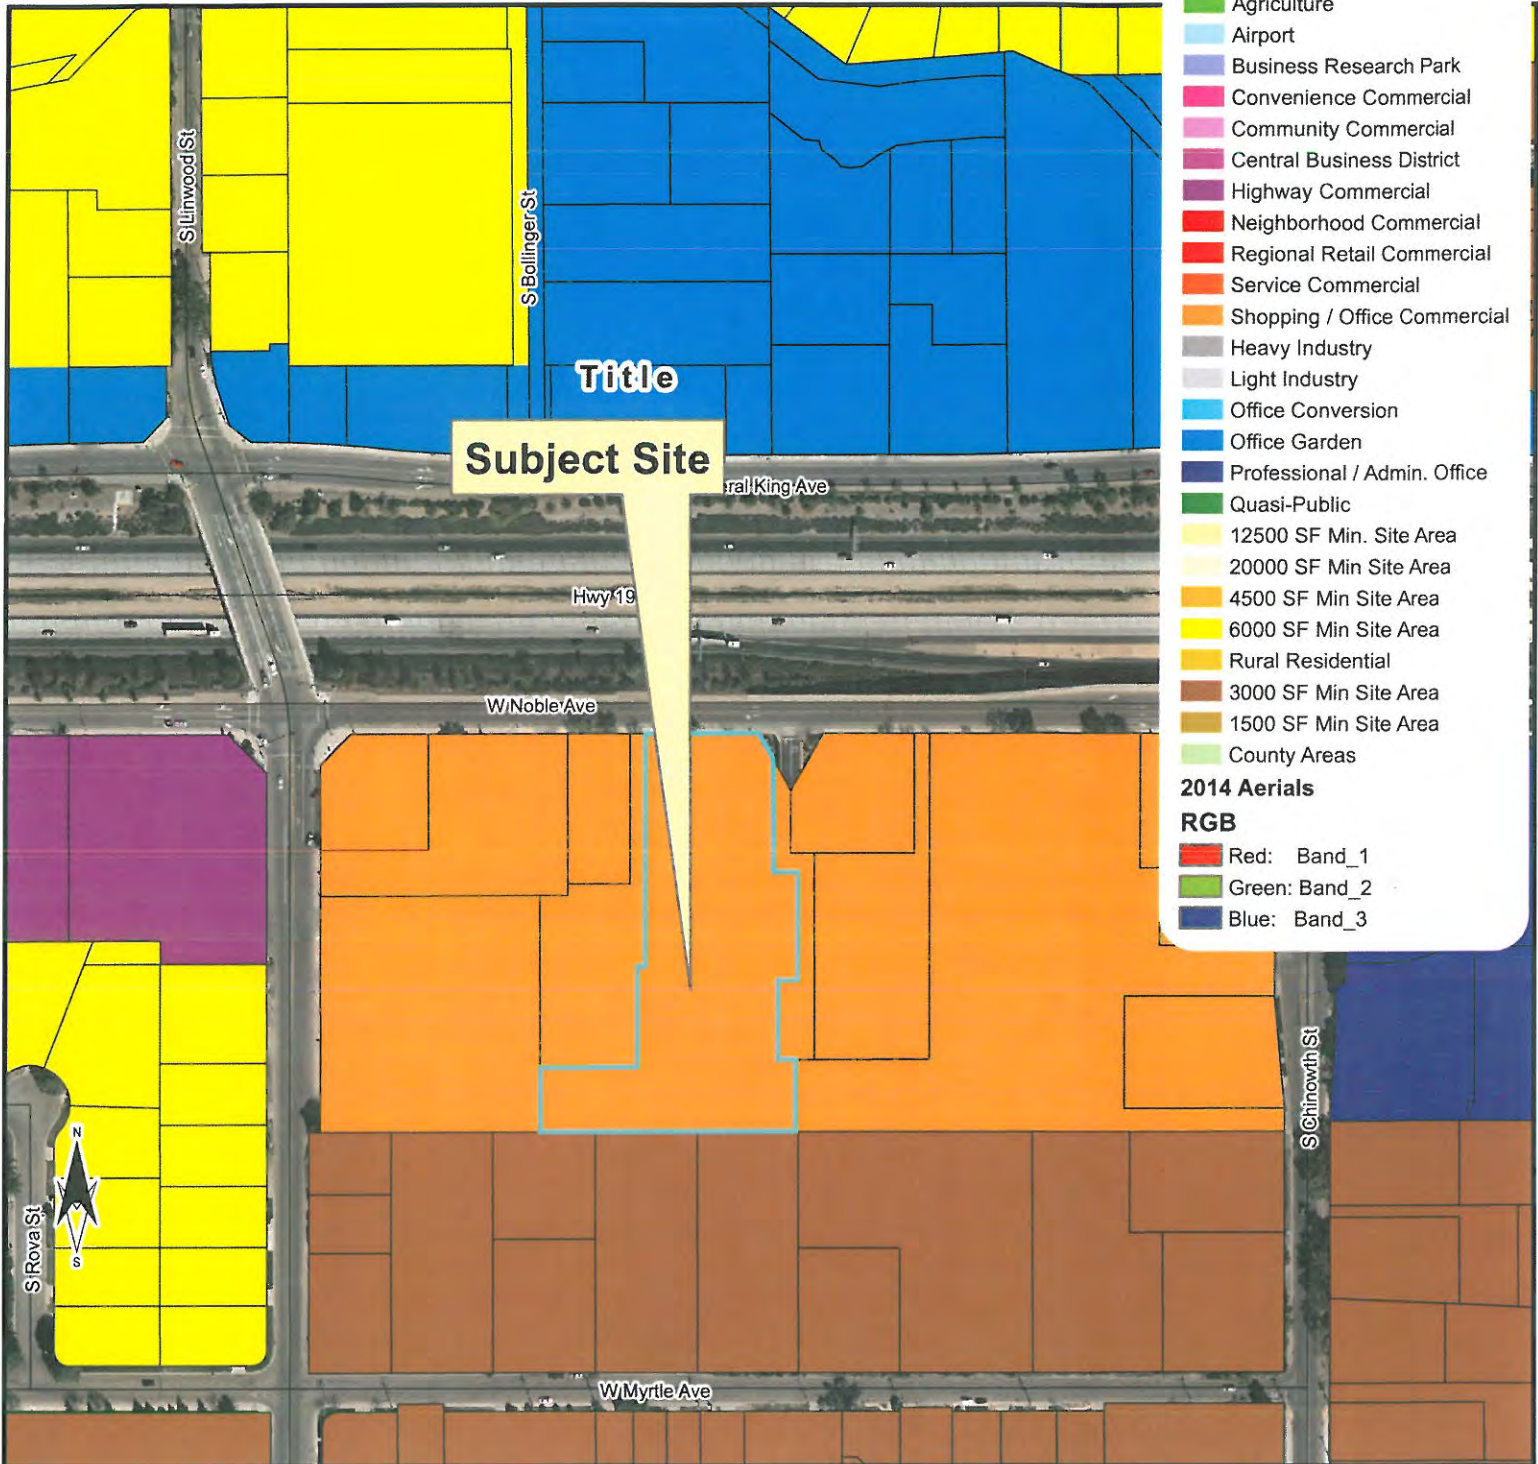 Agriculture
Airport
Business Research Park
Convenience Commercial
Community Commercial
Central Business District
Highway Commercial
Neighborhood Commercial
Regional Retail Commercial
Service Commercial
Shopping / Office Commercial
Heavy Industry
Light Industry
Office Conversion
Office Garden
Professional / Admin. Office
Quasi-Public
12500 SF Min. Site Area
20000 SF Min Site Area
4500 SF Min Site Area
6000 SF Min Site Area
Rural Residential
3000 SF Min Site Area
1500 SF Min Site Area
County Areas
2014 Aerials
RGB
Red: Band_1
Green: Band_2
Blue: Band_3
S Linwood St
S Bollinger St
Title
Subject Site
eral King Ave
Hwy 19
W Noble Ave
S Chinowth St
N
S
S Rova St
W Myrtle Ave